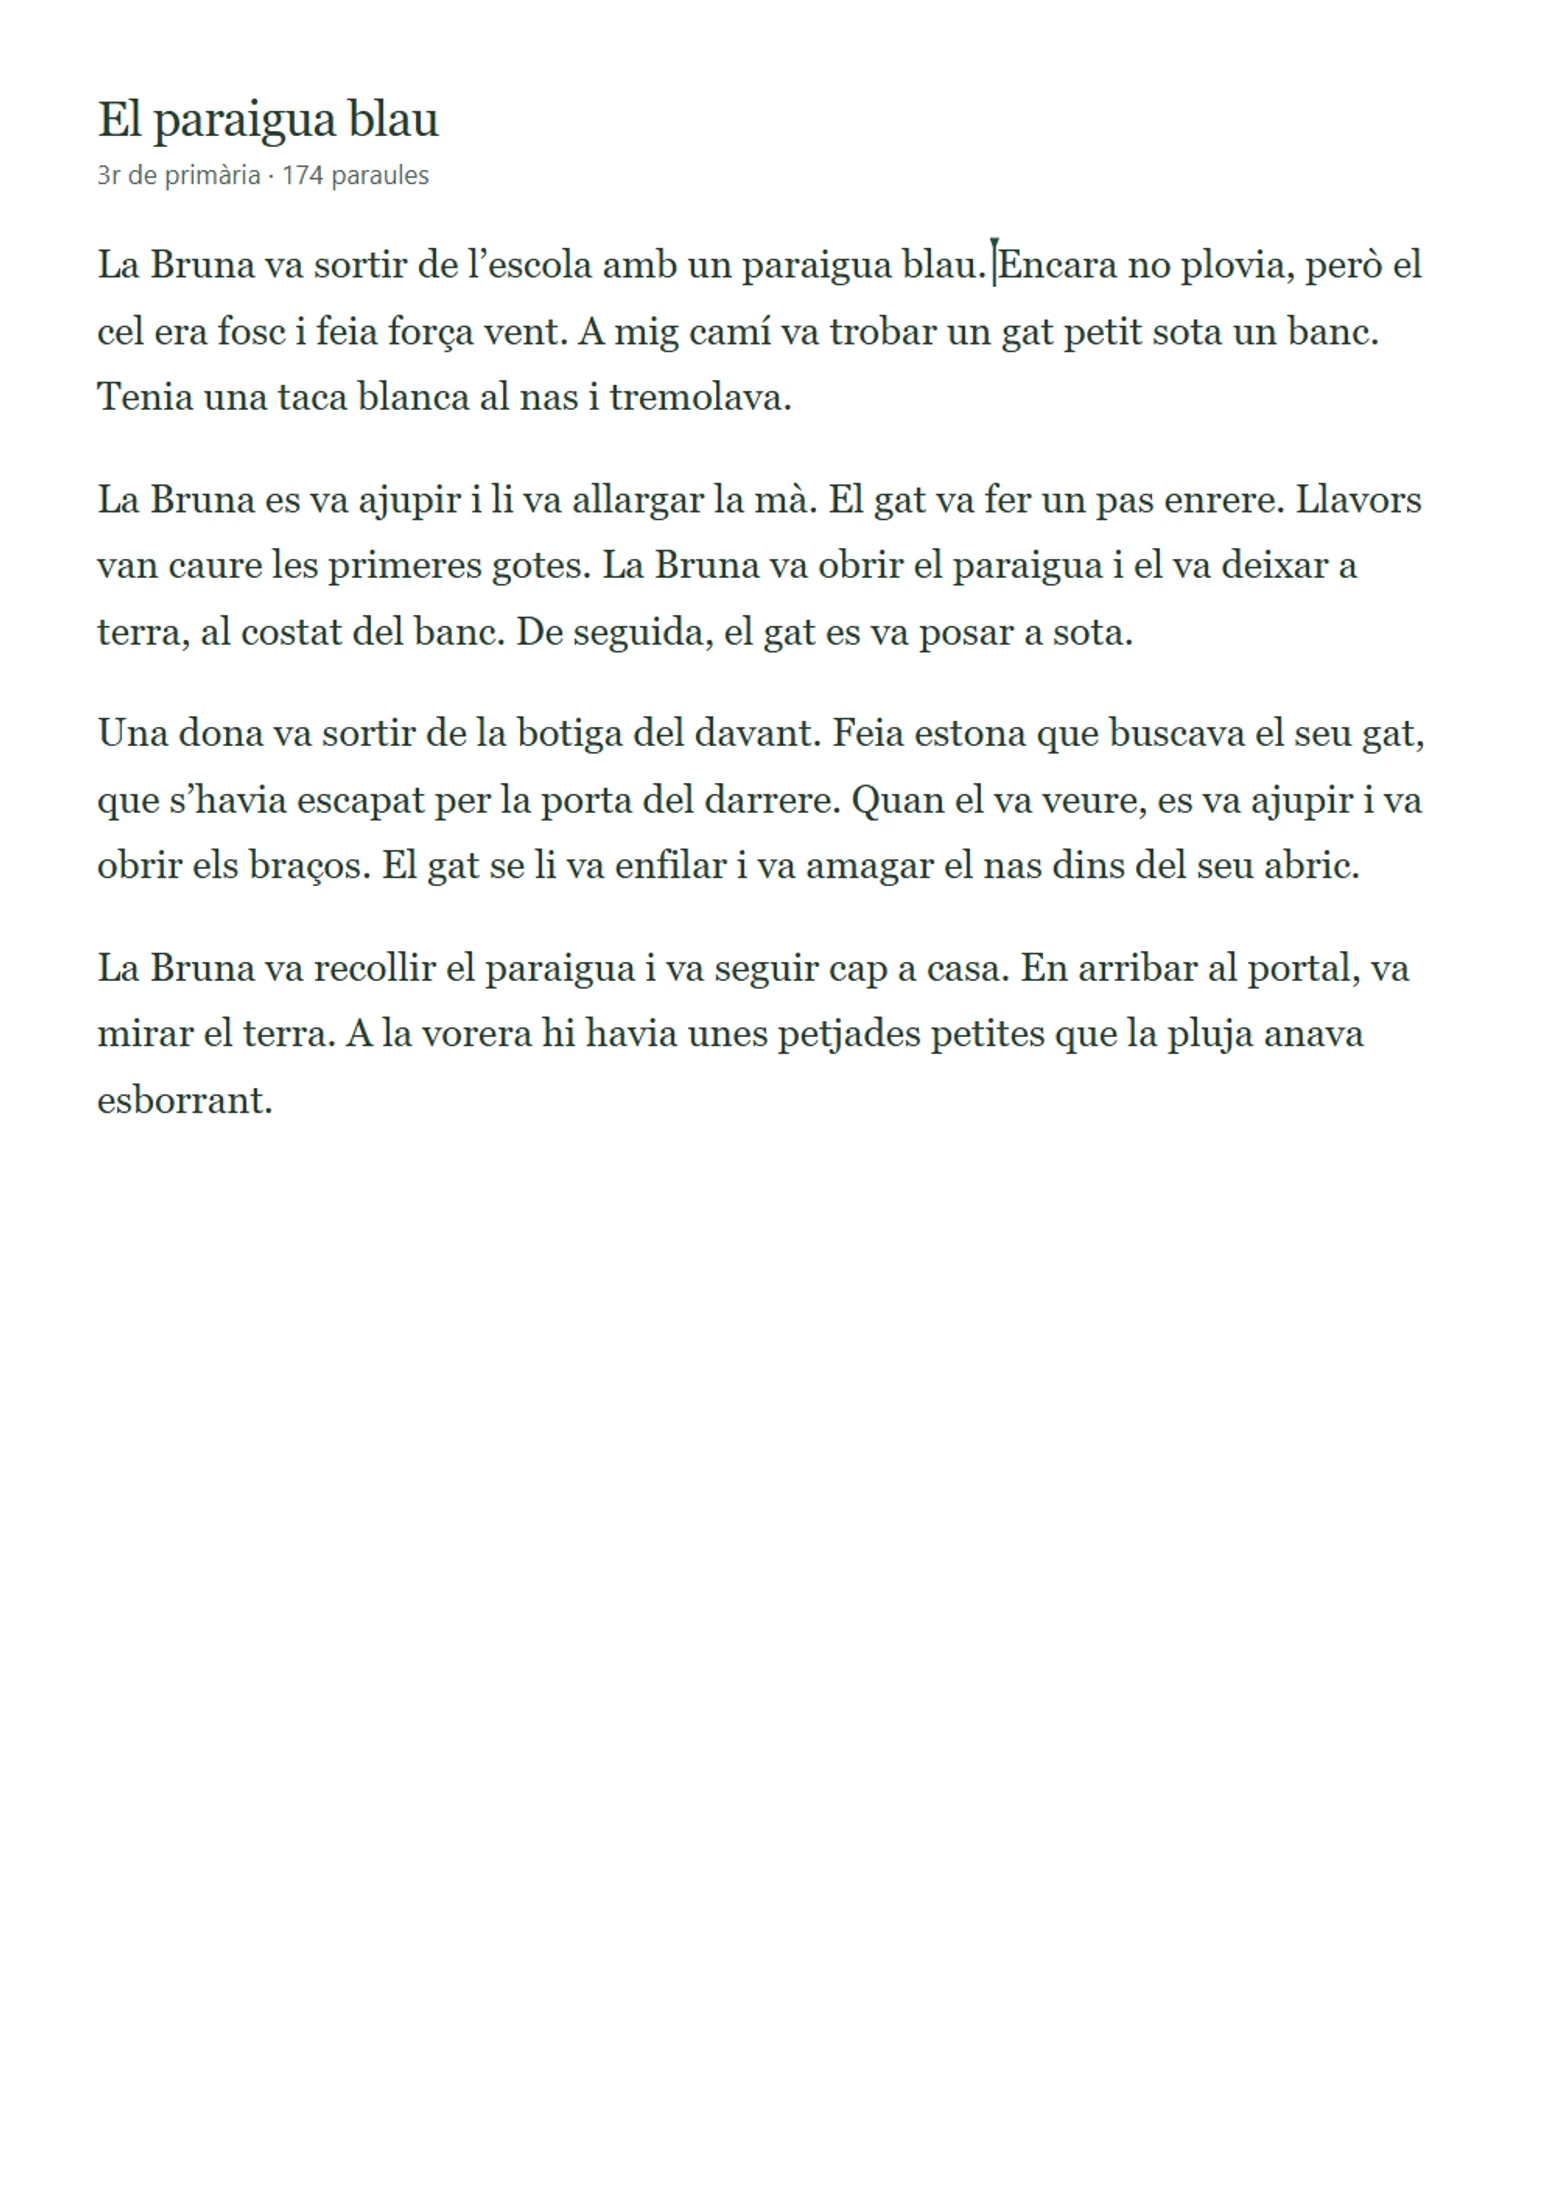 El paraigua blau
3r de primària · 174 paraules
La Bruna va sortir de l’escola amb un paraigua blau. Encara no plovia, però el
cel era fosc i feia força vent. A mig camí va trobar un gat petit sota un banc.
Tenia una taca blanca al nas i tremolava.
La Bruna es va ajupir i li va allargar la mà. El gat va fer un pas enrere. Llavors
van caure les primeres gotes. La Bruna va obrir el paraigua i el va deixar a
terra, al costat del banc. De seguida, el gat es va posar a sota.
Una dona va sortir de la botiga del davant. Feia estona que buscava el seu gat,
que s’havia escapat per la porta del darrere. Quan el va veure, es va ajupir i va
obrir els braços. El gat se li va enfilar i va amagar el nas dins del seu abric.
La Bruna va recollir el paraigua i va seguir cap a casa. En arribar al portal, va
mirar el terra. A la vorera hi havia unes petjades petites que la pluja anava
esborrant.